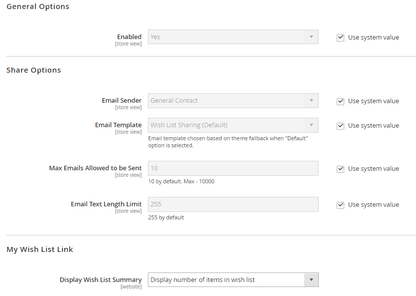 General Options
Enabled
[store view]
Yes
Use system value
Share Options
Email Sender
[store view]
General Contact
Use system value
Email Template
[store view]
Wish List Sharing (Default)
Use system value
Email template chosen based on theme fallback when "Default"
option is selected.
Max Emails Allowed to be Sent
[store view]
10
Use system value
10 by default. Max - 10000
Email Text Length Limit
[store view]
255
Use system value
255 by default
My Wish List Link
Display Wish List Summary
[website]
Display number of items in wish list